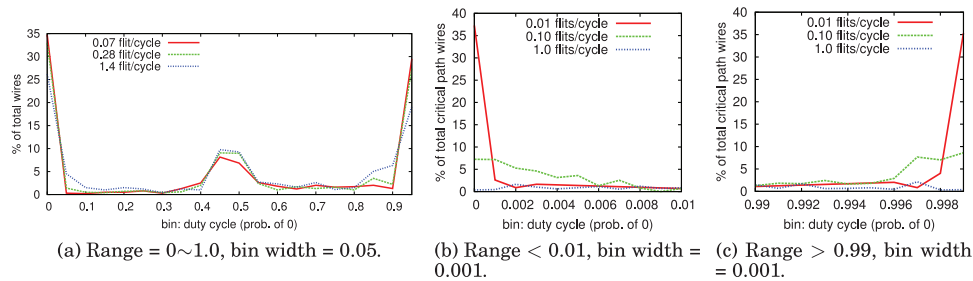 35
30
25
20
15
10
5
0
% of total wires
0.07 flit/cycle
0.28 flit/cycle
1.4 flit/cycle
0 0.1 0.2 0.3 0.4 0.5 0.6 0.7 0.8 0.9
bin: duty cycle (prob. of 0)
(a) Range = 0∼1.0, bin width = 0.05.
40
35
30
25
20
15
10
5
0
% of total critical path wires
0.01 flits/cycle
0.10 flits/cycle
1.0 flits/cycle
0 0.002 0.004 0.006 0.008 0.01
bin: duty cycle (prob. of 0)
(b) Range < 0.01, bin width =
0.001.
40
35
30
25
20
15
10
5
0
% of total critical path wires
0.01 flits/cycle
0.10 flits/cycle
1.0 flits/cycle
0.99 0.992 0.994 0.996 0.998
bin: duty cycle (prob. of 0)
(c) Range > 0.99, bin width
= 0.001.